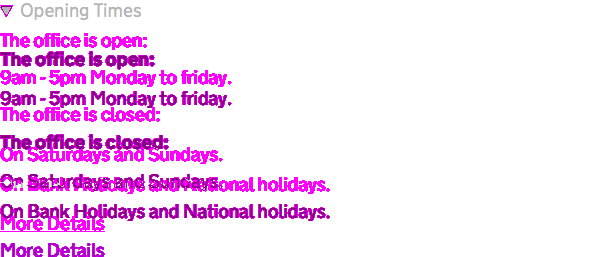 Opening Times
The office is open:
The office is open:
9am - 5pm Monday to friday.
9am - 5pm Monday to friday.
The office is closed:
The office is closed:
On Saturdays and Sundays.
On Saturdays and Sundays.
On Bank Holidays and National holidays.
On Bank Holidays and National holidays.
More Details
More Details